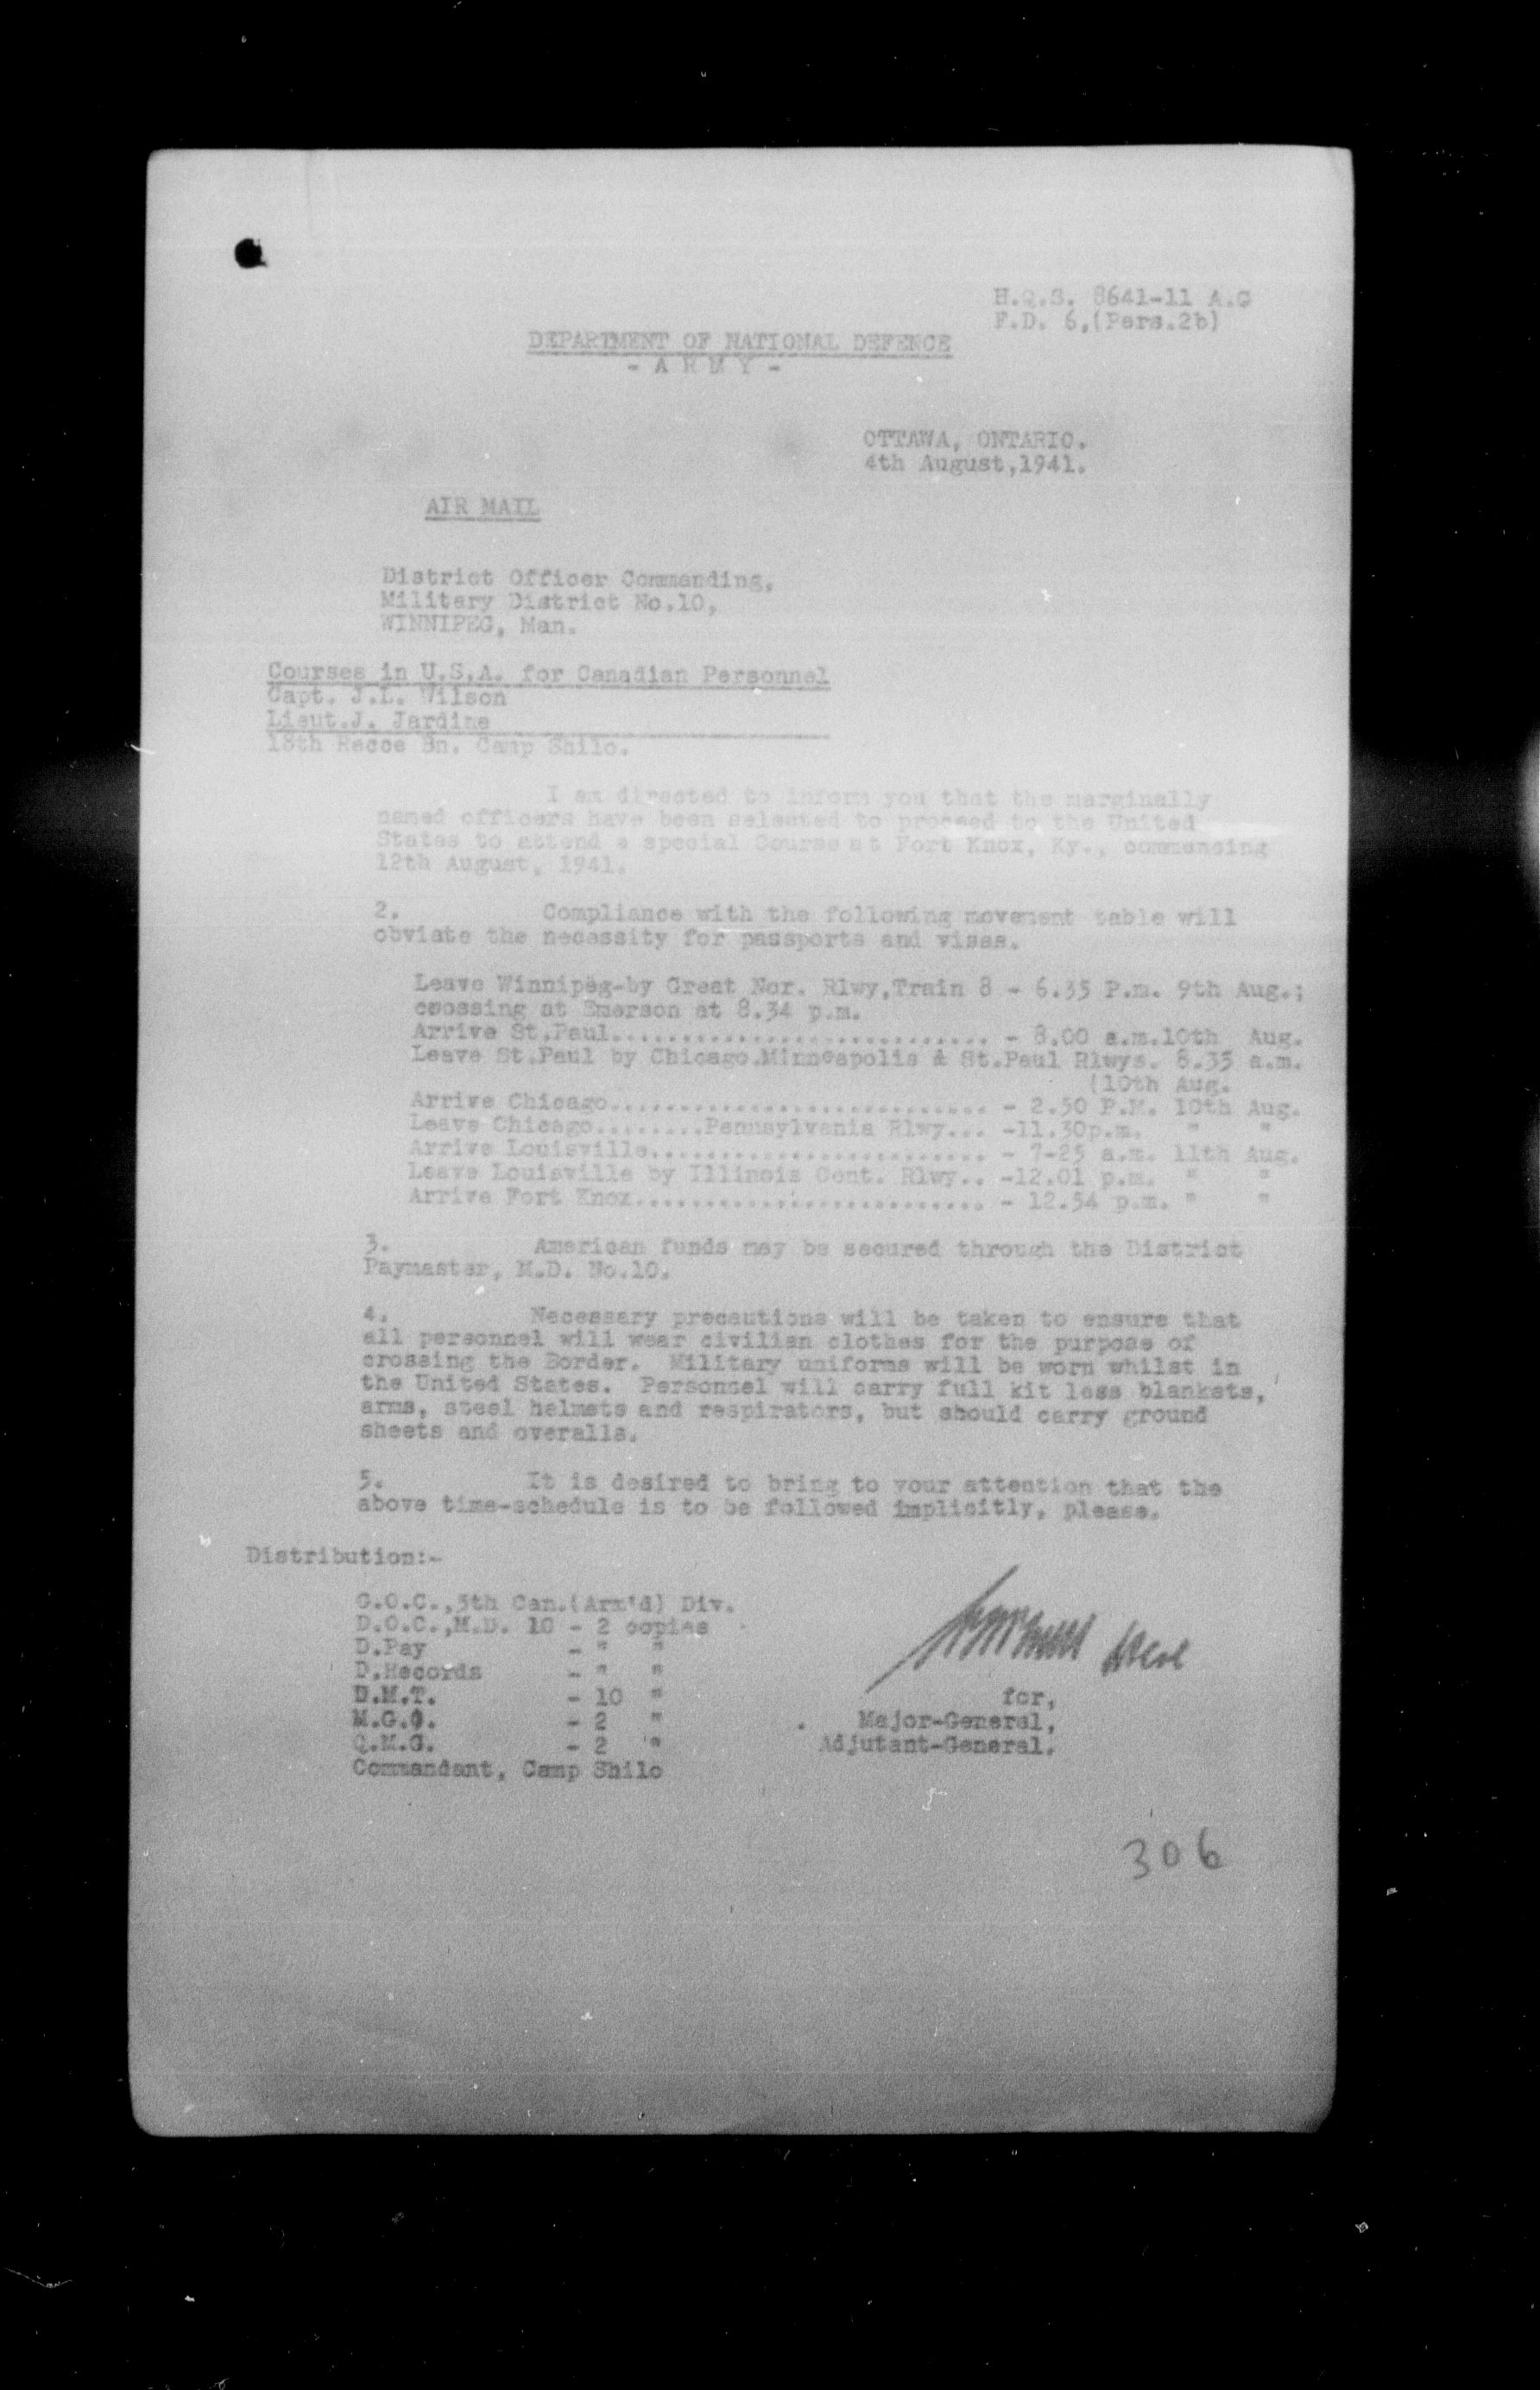 H.Q.S. 8641-11 A.G
F.D. 6,(Pers.2b)
DEPARTMENT OF NATIONAL DEFENCE
- A R M Y -
OTTAWA, ONTARIO.
4th August,1941.
AIR MAIL
District Officer Commanding,
Military District No.10,
WINNIPEG, Man.
Courses in U.S.A. for Canadian Personnel
Capt. J.L. Wilson
Lieut.J. Jardine
18th Recce Bn. Camp Shilo.
I am directed to inform you that the marginally
named officers have been selected to proceed to the United
States to attend a special Course at Fort Knox, Ky., commencing
12th August, 1941.
2. Compliance with the following movement table will
obviate the necessity for passports and visas.
Leave Winnipeg-by Great Nor. Rlwy,Train 8 - 6.35 P.m. 9th Aug.;
crossing at Emerson at 8.34 p.m.
Arrive St.Paul........................... - 8.00 a.m.10th Aug.
Leave St.Paul by Chicago.Minneapolis & St.Paul Rlwys. 8.35 a.m.
(10th Aug.
Arrive Chicago........................... - 2.50 P.M. 10th Aug.
Leave Chicago........Pennsylvania Rlwy... -11.30p.m. " "
Arrive Louisville........................ - 7-25 a.m. 11th Aug.
Leave Louisville by Illinois Cent. Rlwy.. -12.01 p.m. " "
Arrive Fort Knox......................... - 12.54 p.m. " "
3. American funds may be secured through the District
Paymaster, M.D. No.10.
4. Necessary precautions will be taken to ensure that
all personnel will wear civilian clothes for the purpose of
crossing the Border. Military uniforms will be worn whilst in
the United States. Personnel will carry full kit less blankets,
arms, steel helmets and respirators, but should carry ground
sheets and overalls.
5. It is desired to bring to your attention that the
above time-schedule is to be followed implicitly, please.
Distribution:-
G.O.C.,5th Can.(Arm'd) Div.
D.O.C.,M.D. 10 - 2 copies
D.Pay - " "
D.Records - " "
D.M.T. - 10 "
M.G.O. - 2 "
Q.M.G. - 2 "
Commandant, Camp Shilo
for,
Major-General,
Adjutant-General.
306